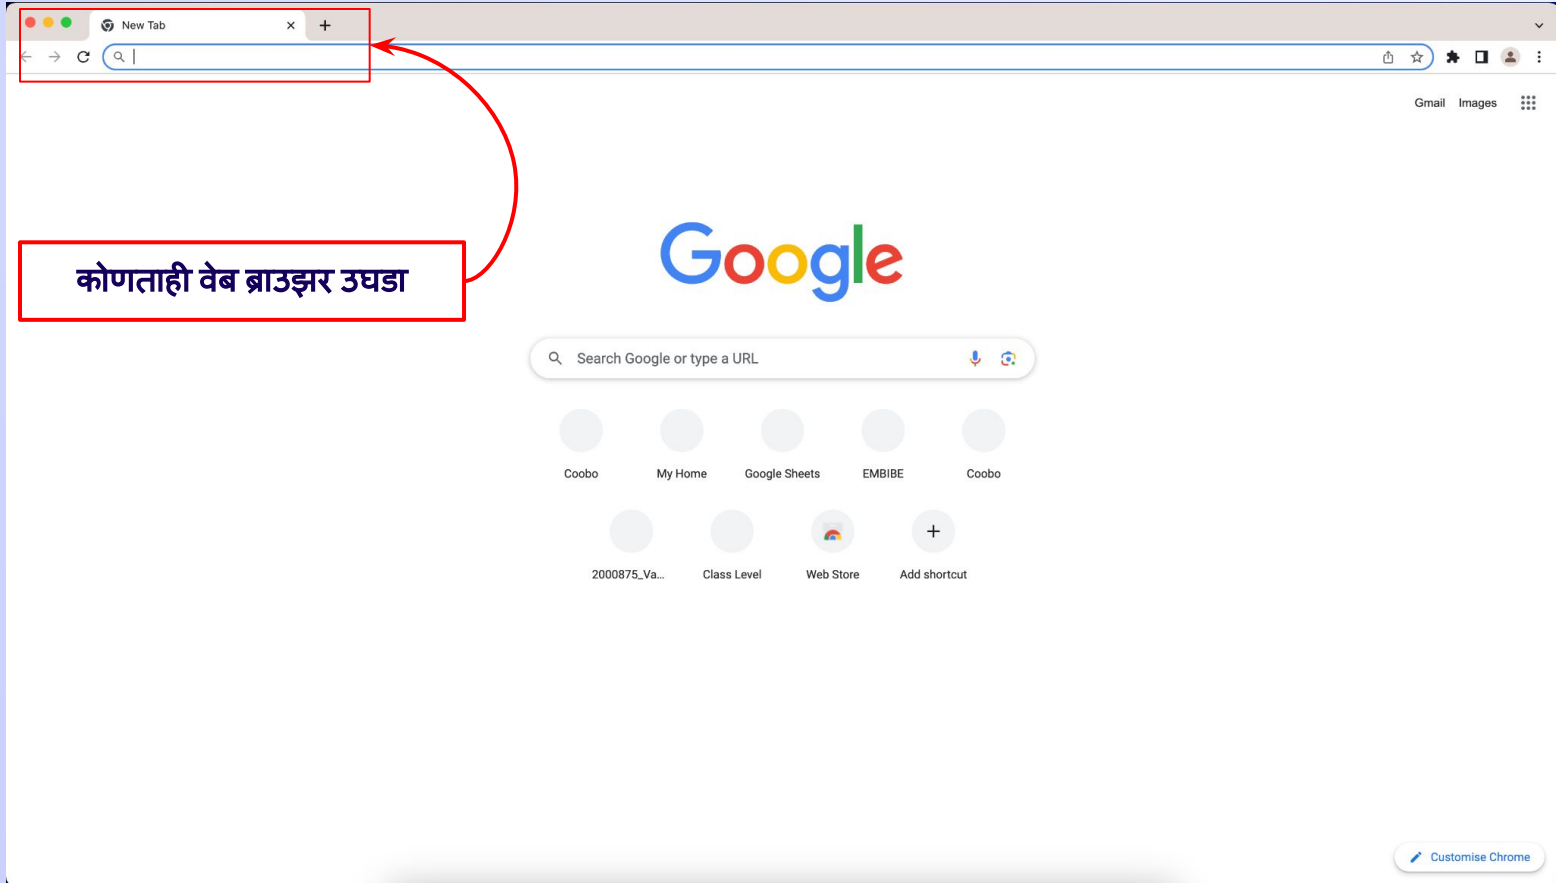 New Tab
Gmail Images
Google
कोणताही वेब ब्राउझर उघडा
Search Google or type a URL
Coobo My Home Google Sheets EMBIBE Coobo
2000875_Va... Class Level Web Store Add shortcut
Customise Chrome